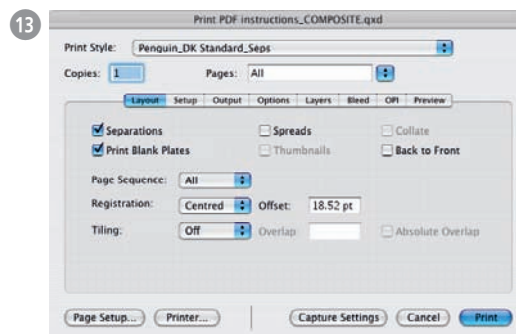 13
Print PDF instructions_COMPOSITE.qxd
Print Style: Penguin_DK Standard_Seps
Copies: 1 Pages: All
Layout Setup Output Options Layers Bleed OPI Preview
Separations Spreads Collate
Print Blank Plates Thumbnails Back to Front
Page Sequence: All
Registration: Centred Offset: 18.52 pt
Tiling: Off Overlap Absolute Overlap
Page Setup... Printer... Capture Settings Cancel Print